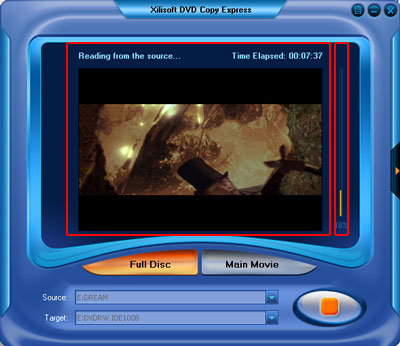 Xilisoft DVD Copy Express
Reading from the source... Time Elapsed: 00:07:37
Full Disc Main Movie
Source: E:DREAM
Target: E:DVDRW IDE1008